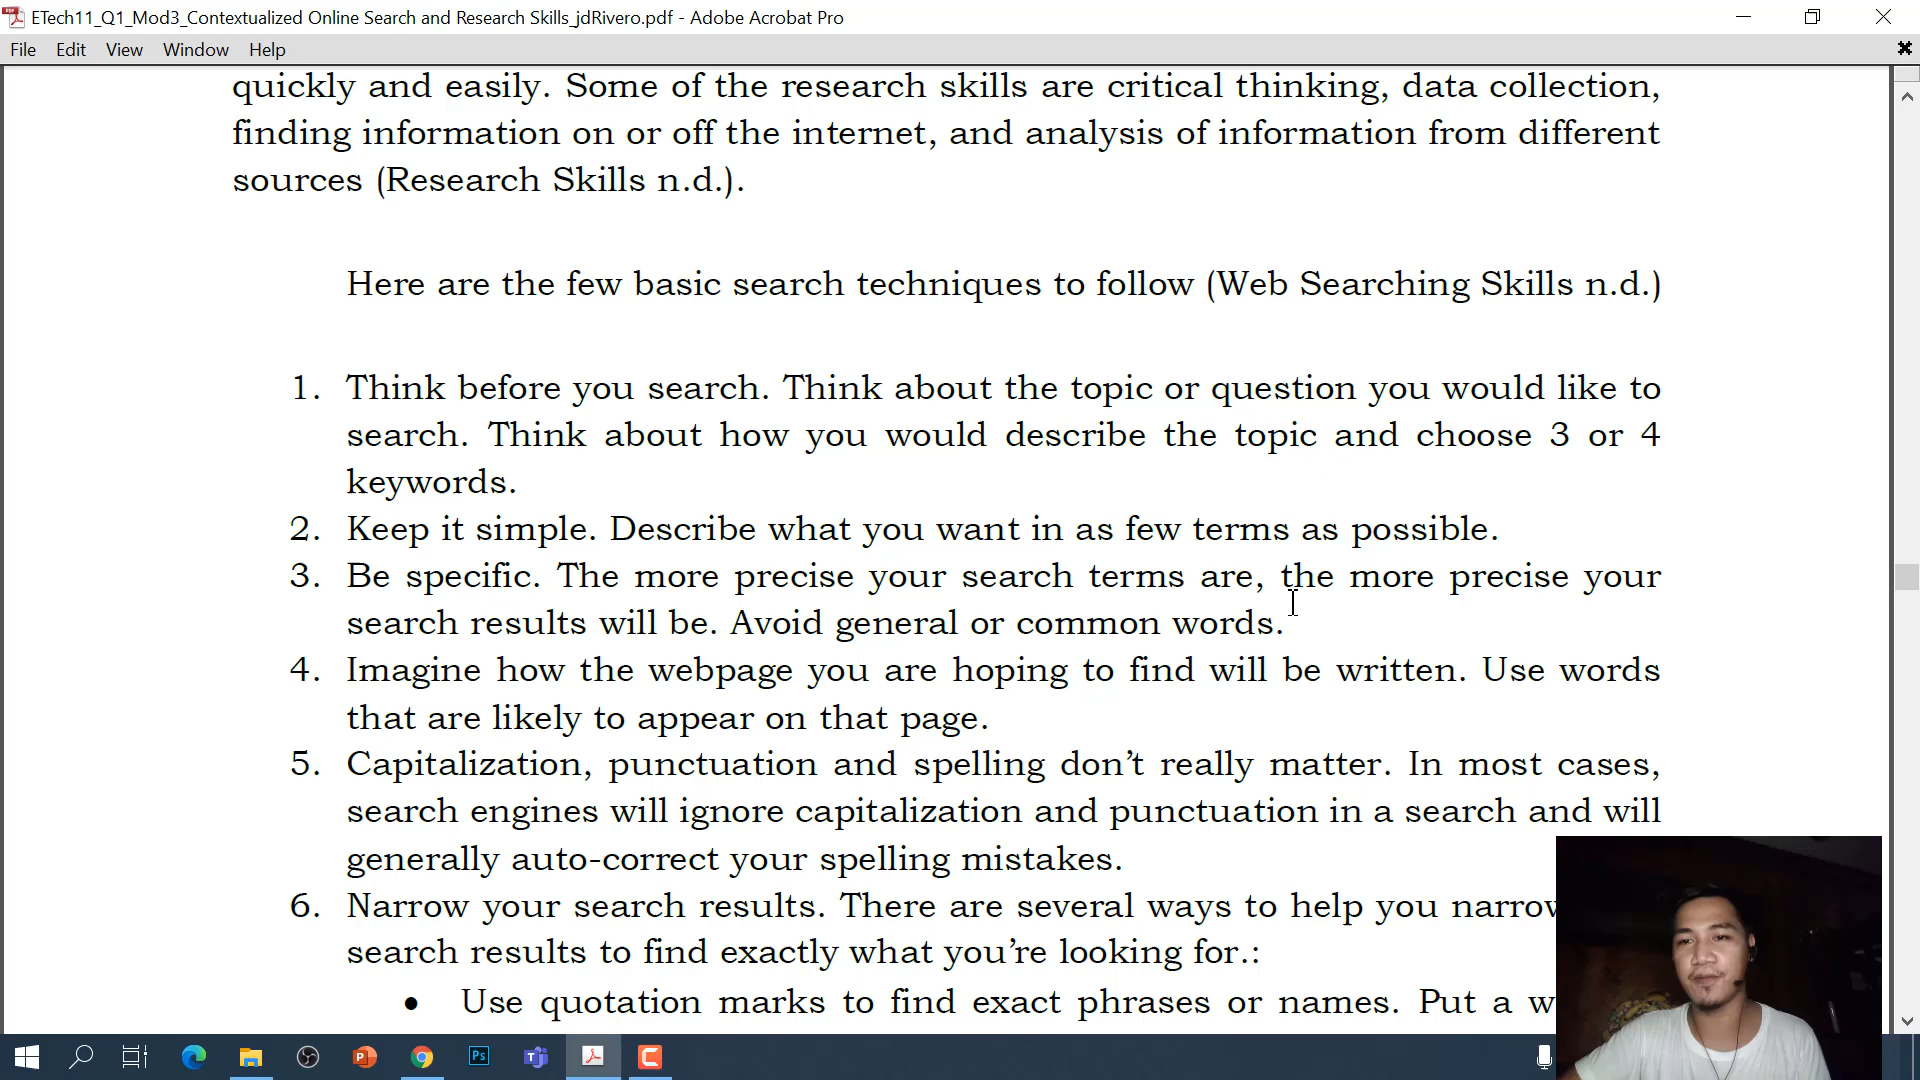 ETech11_Q1_Mod3_Contextualized Online Search and Research Skills_jdRivero.pdf - Adobe Acrobat Pro
File Edit View Window Help
quickly and easily. Some of the research skills are critical thinking, data collection,
finding information on or off the internet, and analysis of information from different
sources (Research Skills n.d.).
Here are the few basic search techniques to follow (Web Searching Skills n.d.)
1. Think before you search. Think about the topic or question you would like to
search. Think about how you would describe the topic and choose 3 or 4
keywords.
2. Keep it simple. Describe what you want in as few terms as possible.
3. Be specific. The more precise your search terms are, the more precise your
search results will be. Avoid general or common words.
4. Imagine how the webpage you are hoping to find will be written. Use words
that are likely to appear on that page.
5. Capitalization, punctuation and spelling don't really matter. In most cases,
search engines will ignore capitalization and punctuation in a search and will
generally auto-correct your spelling mistakes.
6. Narrow your search results. There are several ways to help you narrow
search results to find exactly what you're looking for.:
• Use quotation marks to find exact phrases or names. Put a
Ps